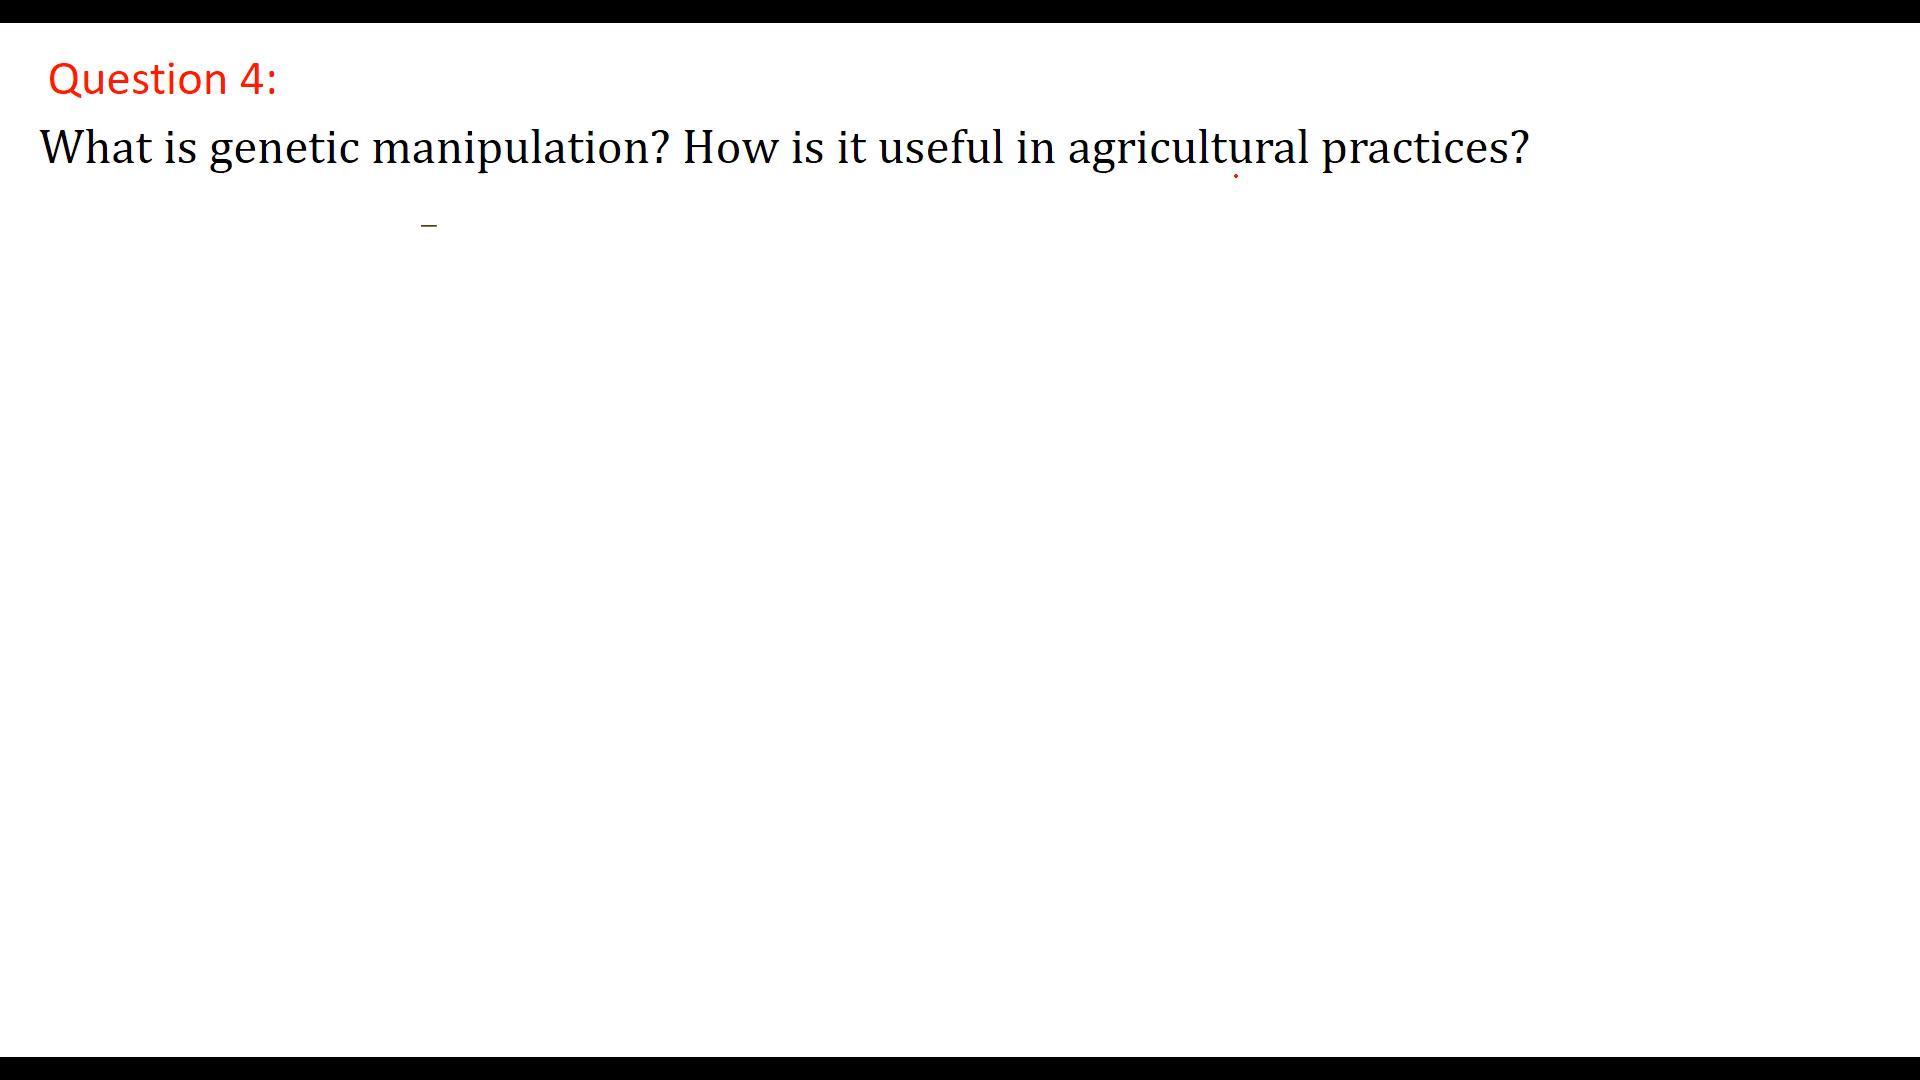 Question 4:
What is genetic manipulation? How is it useful in agricultural practices?